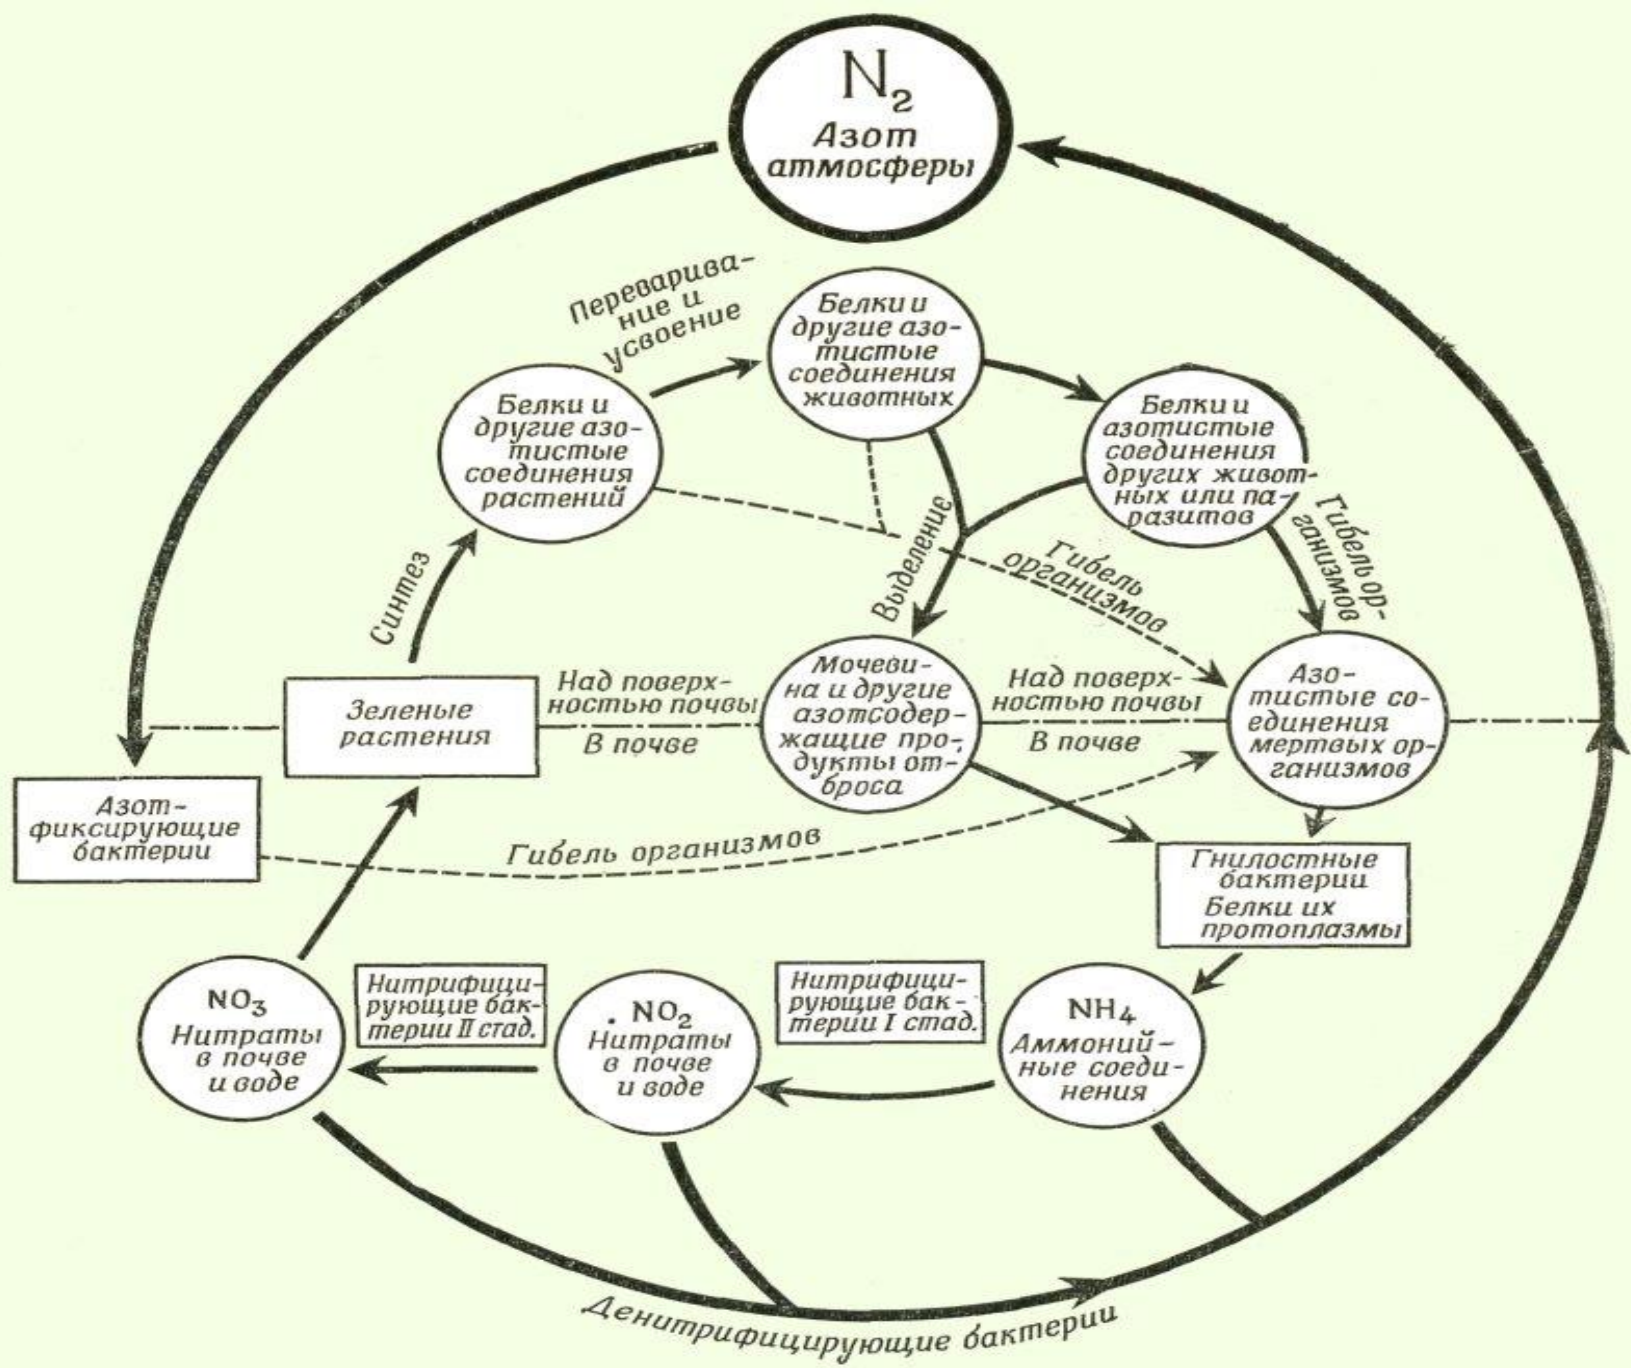 N₂
Азот
атмосферы
Перевари­ва-
ние и
усвоение
Белки и
другие азо-
тистые
соединения
животных
Белки и
другие азо-
тистые
соединения
растений
Белки и
азотистые
соединения
других живот-
ных или па-
разитов
Синтез
Выделение
Гибель
организмов
Гибель ор-
ганизмов
Зеленые
растения
Над поверх-
ностью почвы
В почве
Мочеви-
на и другие
азотсодер-
жащие про-
дукты от-
броса
Над поверх-
ностью почвы
В почве
Азо-
тистые со-
единения
мертвых ор-
ганизмов
Азот-
фиксирующие
бактерии
Гибель организмов
Гнилостные
бактерии
Белки их
протоплазмы
NO₃
Нитраты
в почве
и воде
Нитрифици-
рующие бак-
терии II стад.
NO₂
Нитраты
в почве
и воде
Нитрифици-
рующие бак-
терии I стад.
NH₄
Аммоний-
ные соеди-
нения
Денитрифицирующие бактерии